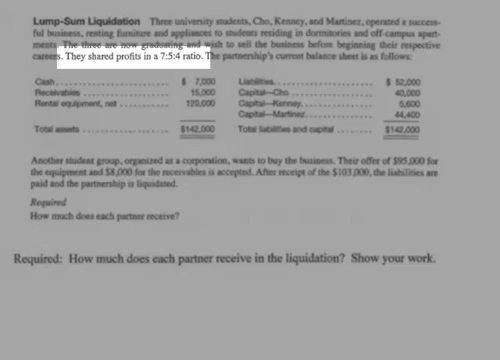 Lump-Sum Liquidation Three university students, Cho, Kenney, and Martinez, operated a success-
ful business, renting furniture and appliances to students residing in dormitories and off-campus apart-
ments. The three are now graduating and wish to sell the business before beginning their respective
careers. They shared profits in a 7:5:4 ratio. The partnership's current balance sheet is as follows:
Cash........................ $ 7,000 Liabilities.................. $ 52,000
Receivables .................... 15,000 Capital—Cho .............. 40,000
Rental equipment, net ............ 120,000 Capital—Kenney............. 5,600
Capital—Martinez............ 44,400
Total assets .................... $142,000 Total liabilities and capital ....... $142,000
Another student group, organized as a corporation, wants to buy the business. Their offer of $95,000 for
the equipment and $8,000 for the receivables is accepted. After receipt of the $103,000, the liabilities are
paid and the partnership is liquidated.
Required
How much does each partner receive?
Required: How much does each partner receive in the liquidation? Show your work.